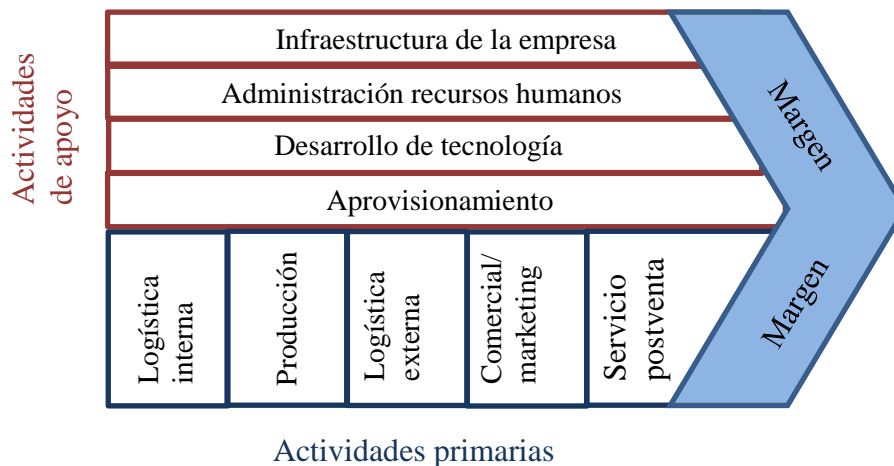 Actividades
de apoyo
Infraestructura de la empresa
Administración recursos humanos
Desarrollo de tecnología
Aprovisionamiento
Logística
interna
Producción
Logística
externa
Comercial/
marketing
Servicio
postventa
Margen
Margen
Actividades primarias